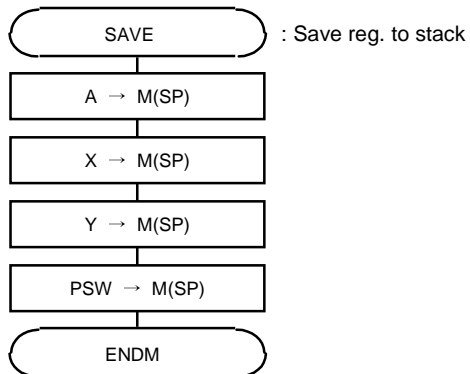 SAVE : Save reg. to stack
A → M(SP)
X → M(SP)
Y → M(SP)
PSW → M(SP)
ENDM